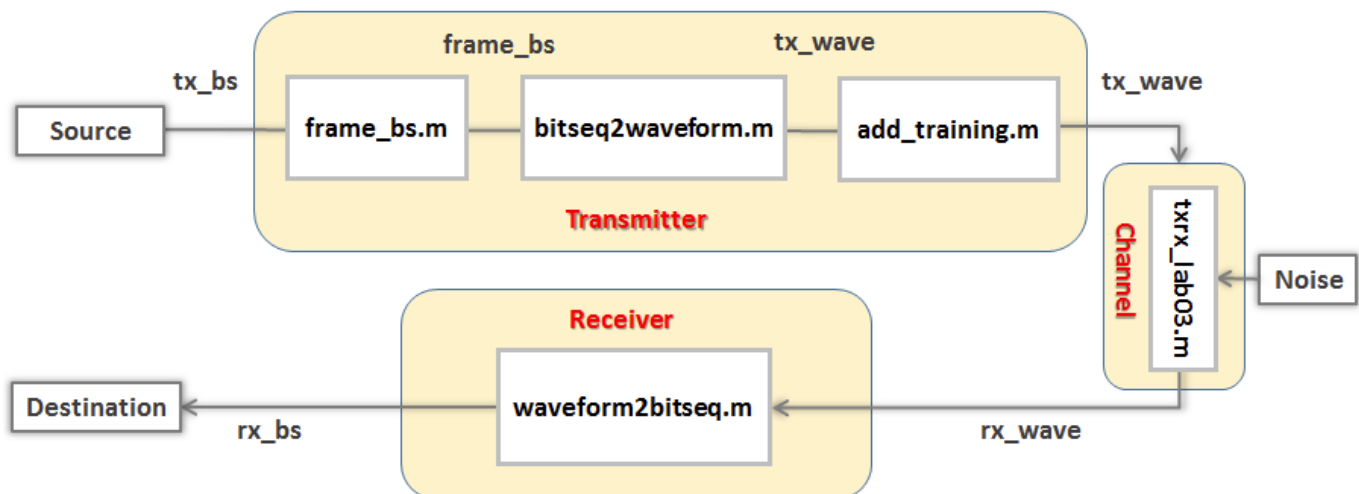 frame_bs
tx_wave
tx_bs
tx_wave
Source
frame_bs.m
bitseq2waveform.m
add_training.m
Transmitter
Channel
txrx_lab03.m
Noise
Receiver
Destination
waveform2bitseq.m
rx_bs
rx_wave